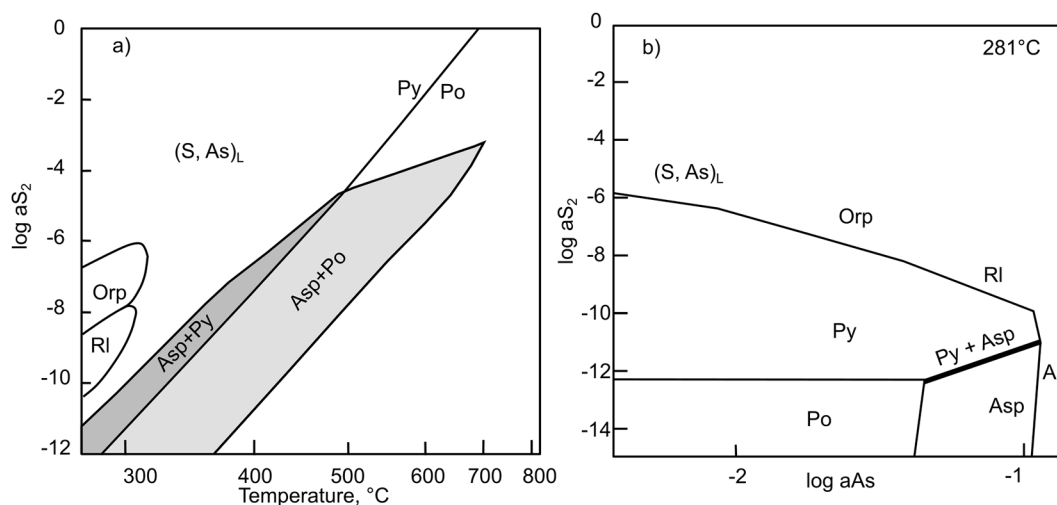 a)
0
-2
-4
-6
-8
-10
-12
log aS2
Py
Po
(S, As)L
Orp
Rl
Asp+Py
Asp+Po
300
400
500
600
700
800
Temperature, °C
b)
281°C
0
-2
-4
-6
-8
-10
-12
-14
log aS2
(S, As)L
Orp
Rl
Py
Py + Asp
A
Po
Asp
-2
-1
log aAs